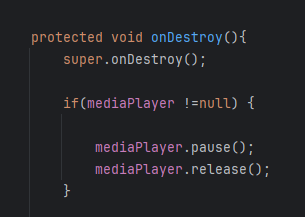 protected void onDestroy(){
super.onDestroy();
if(mediaPlayer !=null) {
mediaPlayer.pause();
mediaPlayer.release();
}